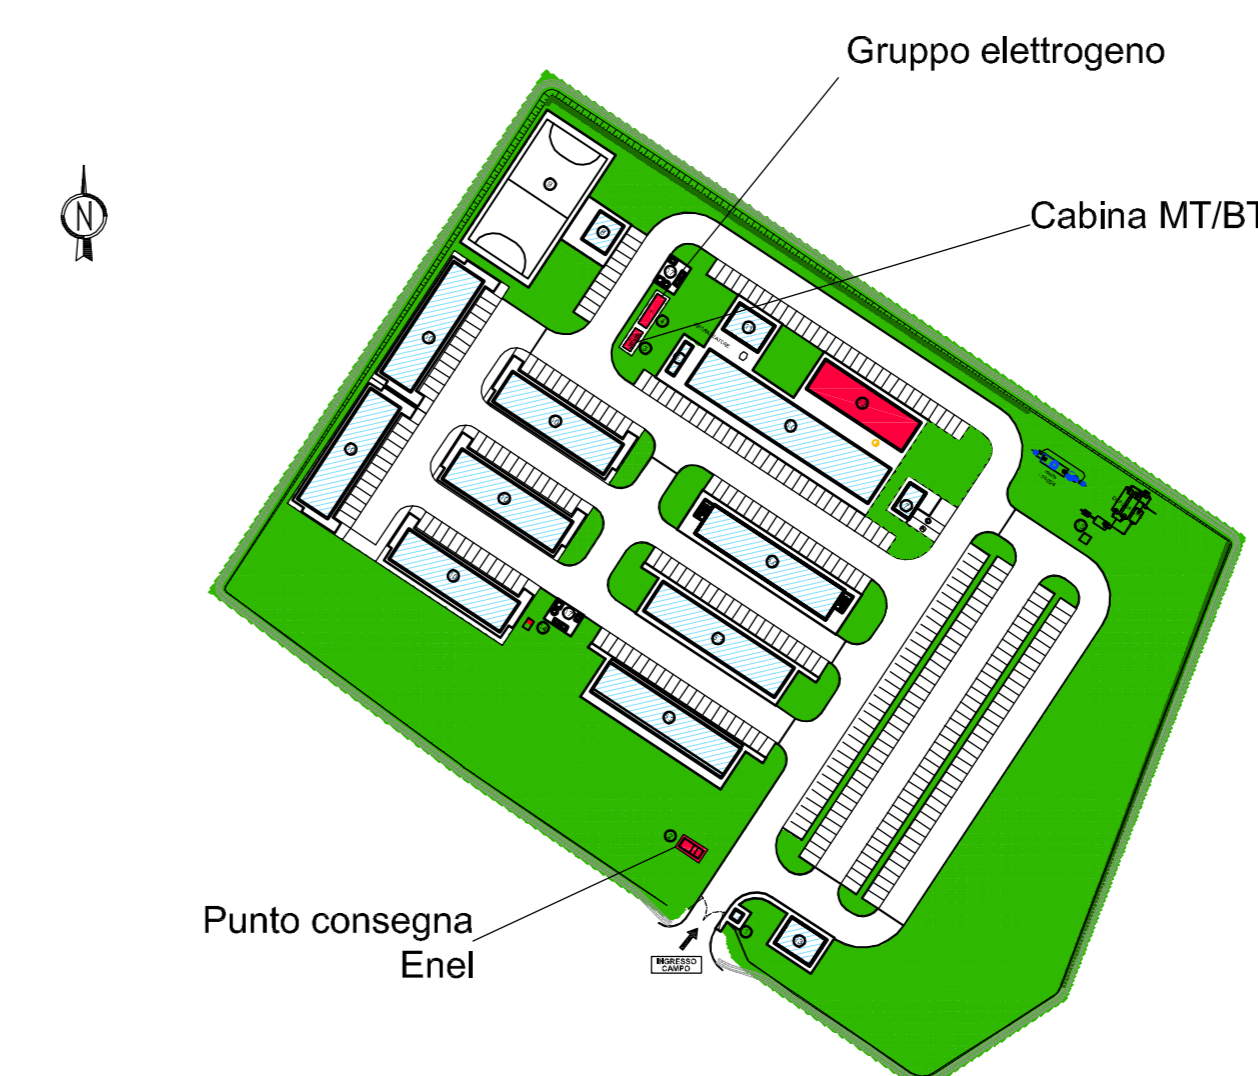 Gruppo elettrogeno
N
Cabina MT/BT
Punto consegna
Enel
INGRESSO
CAMPO